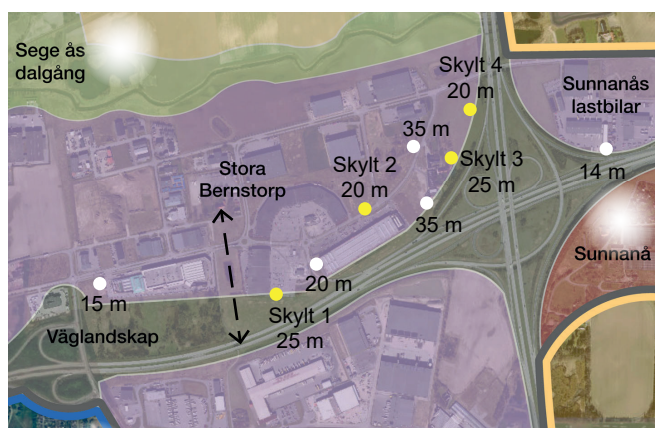 Sege ås
dalgång
Skylt 4
20 m
Sunnanås
lastbilar
14 m
35 m
Skylt 3
25 m
Skylt 2
20 m
Stora
Bernstorp
35 m
Sunnanå
20 m
15 m
Skylt 1
25 m
Väglandskap